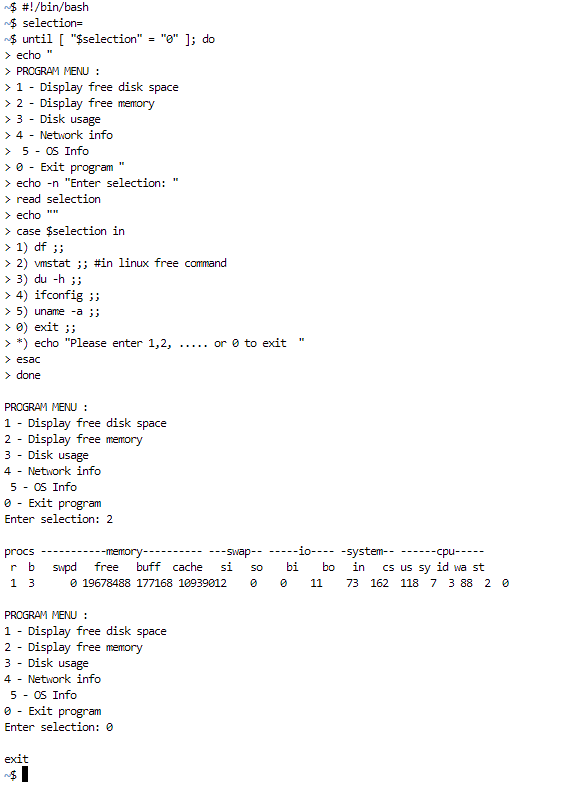 ~$ #!/bin/bash
~$ selection=
~$ until [ "$selection" = "0" ]; do
> echo "
> PROGRAM MENU :
> 1 - Display free disk space
> 2 - Display free memory
> 3 - Disk usage
> 4 - Network info
>  5 - OS Info
> 0 - Exit program "
> echo -n "Enter selection: "
> read selection
> echo ""
> case $selection in
> 1) df ;;
> 2) vmstat ;; #in linux free command
> 3) du -h ;;
> 4) ifconfig ;;
> 5) uname -a ;;
> 0) exit ;;
> *) echo "Please enter 1,2, ..... or 0 to exit  "
> esac
> done

PROGRAM MENU :
1 - Display free disk space
2 - Display free memory
3 - Disk usage
4 - Network info
 5 - OS Info
0 - Exit program
Enter selection: 2

procs -----------memory---------- ---swap-- -----io---- -system-- ------cpu-----
 r  b   swpd   free   buff  cache   si   so    bi    bo   in   cs us sy id wa st
 1  3      0 19678488 177168 10939012    0    0    11    73  162  118  7  3 88  2  0

PROGRAM MENU :
1 - Display free disk space
2 - Display free memory
3 - Disk usage
4 - Network info
 5 - OS Info
0 - Exit program
Enter selection: 0

exit
~$